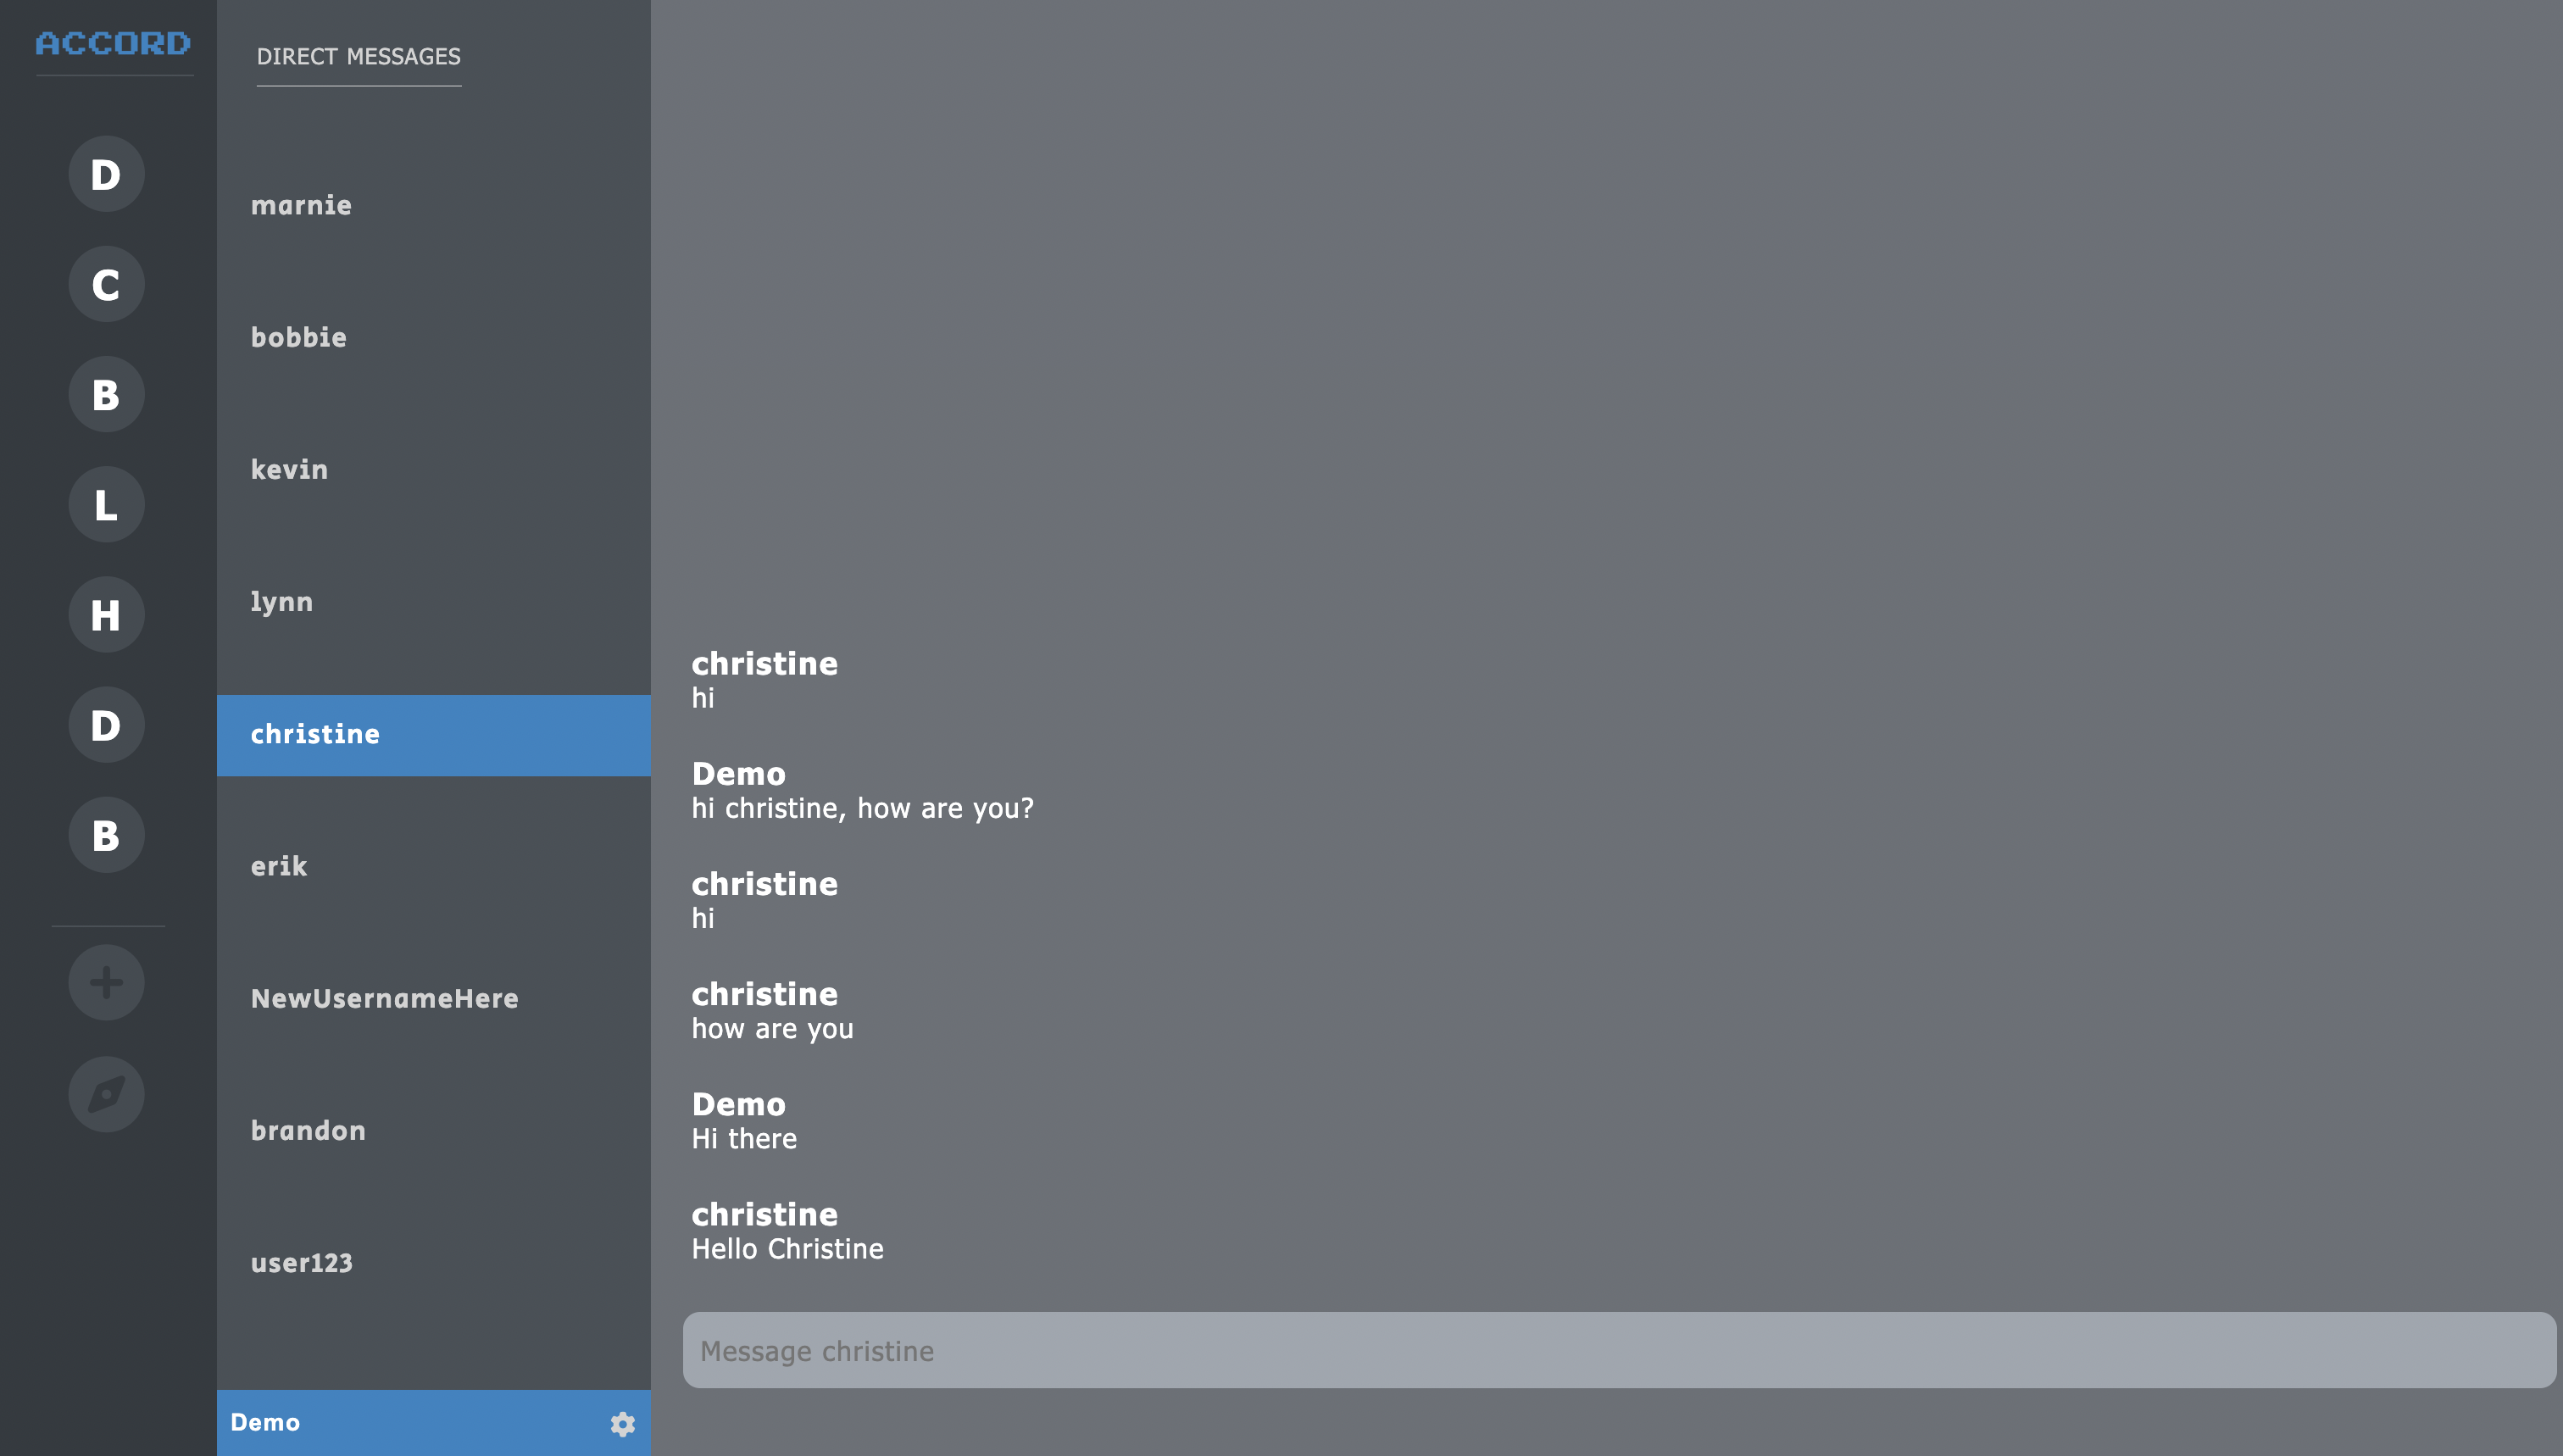 ACCORD
D
C
B
L
H
D
B
DIRECT MESSAGES
marnie
bobbie
kevin
lynn
christine
erik
NewUsernameHere
brandon
user123
Demo
christine
hi
Demo
hi christine, how are you?
christine
hi
christine
how are you
Demo
Hi there
christine
Hello Christine
Message christine